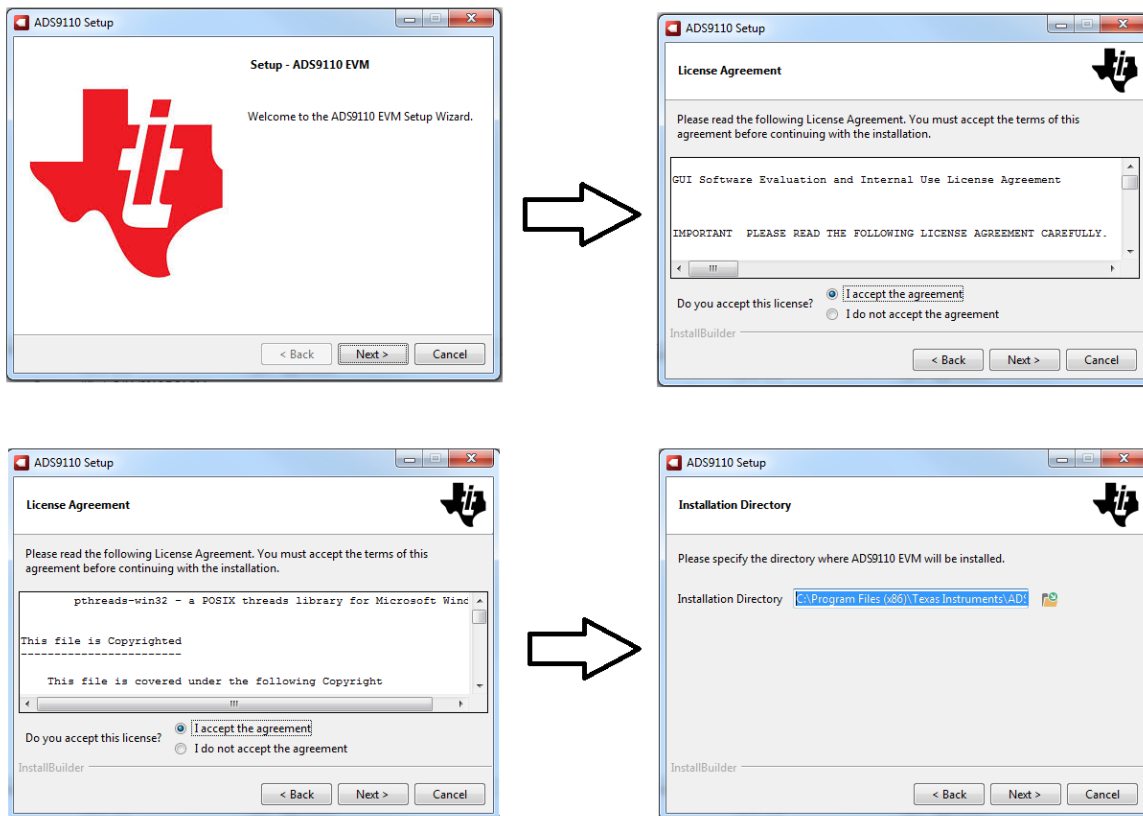 ADS9110 Setup
Setup - ADS9110 EVM
Welcome to the ADS9110 EVM Setup Wizard.
< Back Next > Cancel
ADS9110 Setup
License Agreement
Please read the following License Agreement. You must accept the terms of this
agreement before continuing with the installation.
GUI Software Evaluation and Internal Use License Agreement
IMPORTANT PLEASE READ THE FOLLOWING LICENSE AGREEMENT CAREFULLY.
Do you accept this license?
I accept the agreement
I do not accept the agreement
InstallBuilder
< Back Next > Cancel
ADS9110 Setup
License Agreement
Please read the following License Agreement. You must accept the terms of this
agreement before continuing with the installation.
pthreads-win32 - a POSIX threads library for Microsoft Wind
This file is Copyrighted
------------------------
This file is covered under the following Copyright
Do you accept this license?
I accept the agreement
I do not accept the agreement
InstallBuilder
< Back Next > Cancel
ADS9110 Setup
Installation Directory
Please specify the directory where ADS9110 EVM will be installed.
Installation Directory C:\Program Files (x86)\Texas Instruments\ADS
InstallBuilder
< Back Next > Cancel